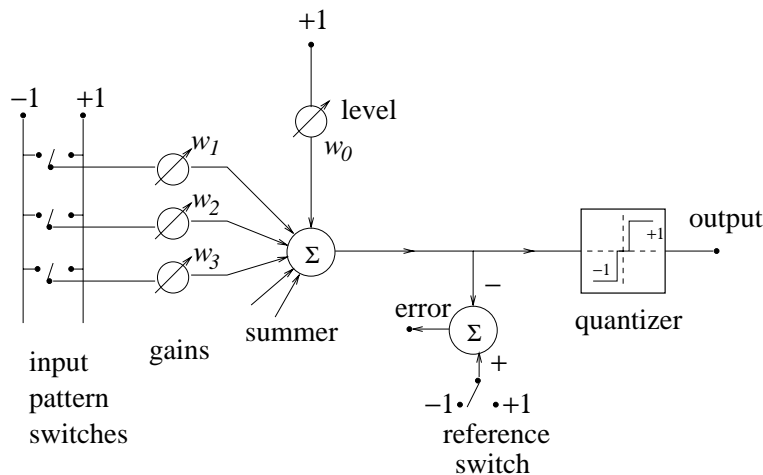 +1
−1 +1
level
w1
w0
w2
w3
Σ
output
+1
−1
−
error
quantizer
summer
Σ
gains
+
input
pattern
switches
−1 +1
reference
switch